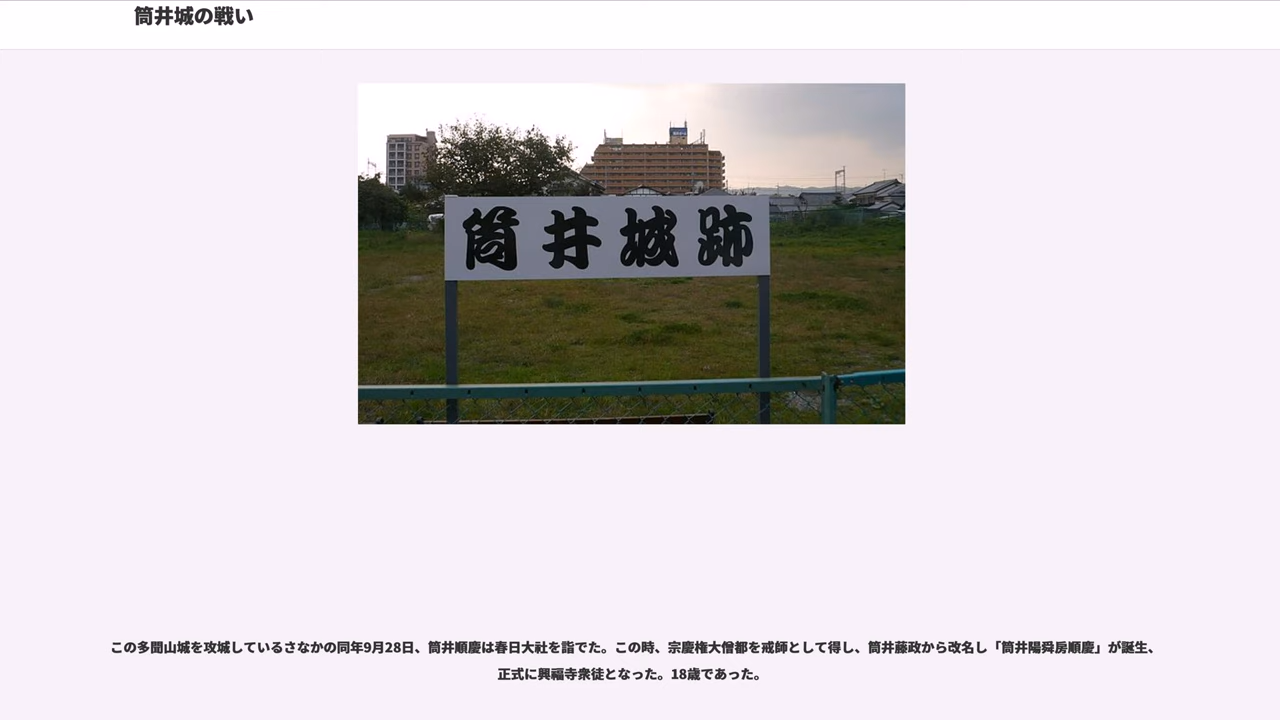 筒井城の戦い
筒井城跡
この多聞山城を攻城しているさなかの同年9月28日、筒井順慶は春日大社を詣でた。この時、宗慶権大僧都を戒師として得し、筒井藤政から改名し「筒井陽舜房順慶」が誕生、
正式に興福寺衆徒となった。18歳であった。